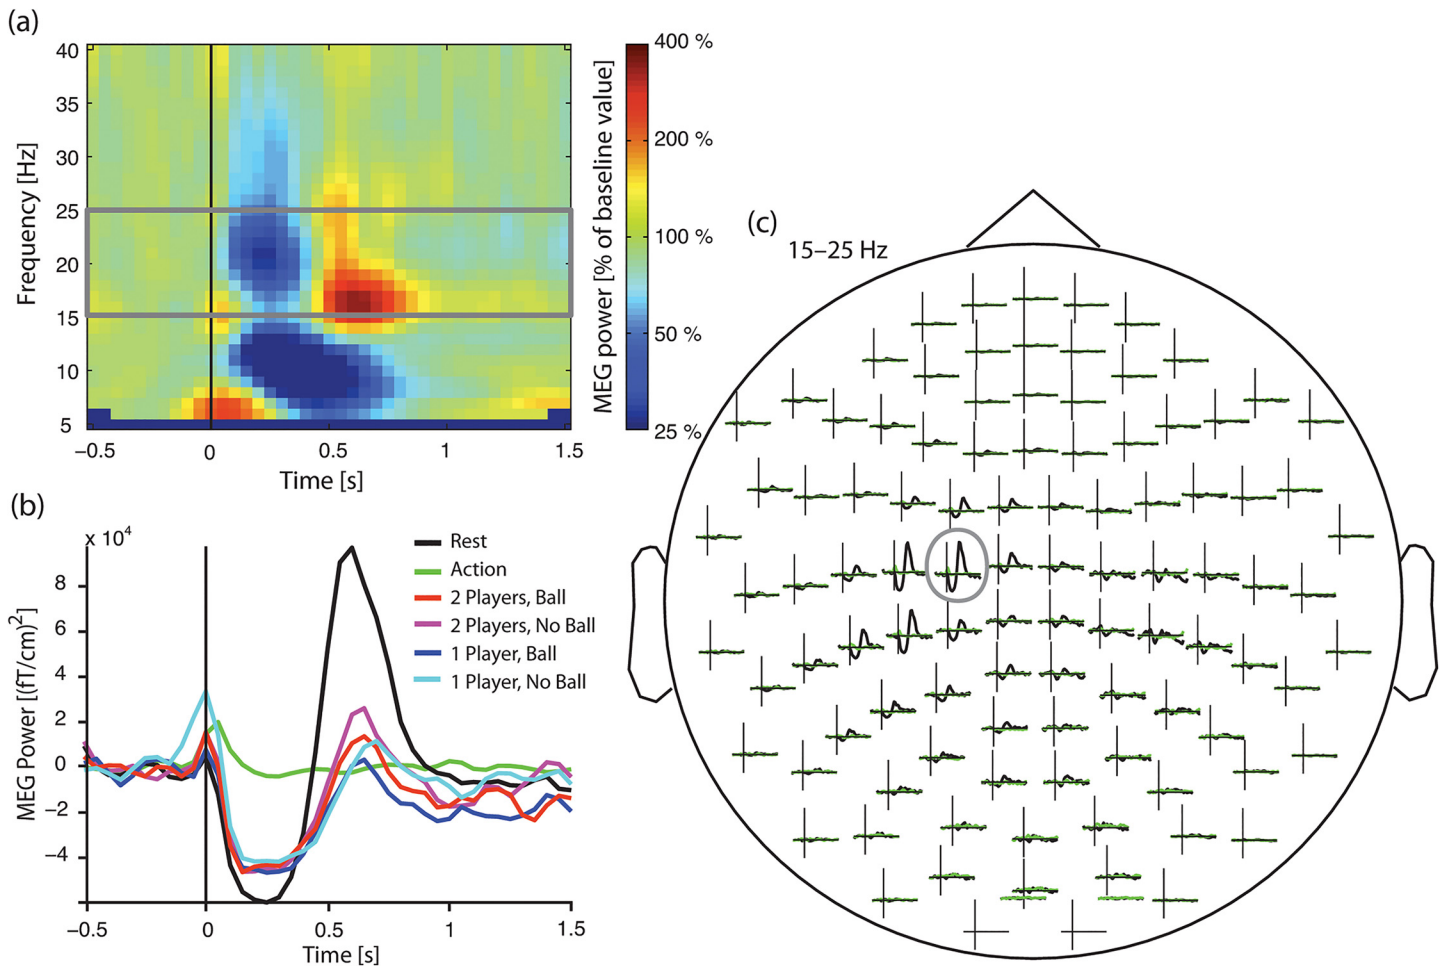 (a)
40
35
30
25
20
15
10
5
Frequency [Hz]
−0.5
0
0.5
1
1.5
Time [s]
400 %
200 %
100 %
50 %
25 %
MEG power [% of baseline value]
(b)
x 10⁴
8
6
4
2
0
−2
−4
MEG Power [(fT/cm)²]
−0.5
0
0.5
1
1.5
Time [s]
Rest
Action
2 Players, Ball
2 Players, No Ball
1 Player, Ball
1 Player, No Ball
(c)
15–25 Hz